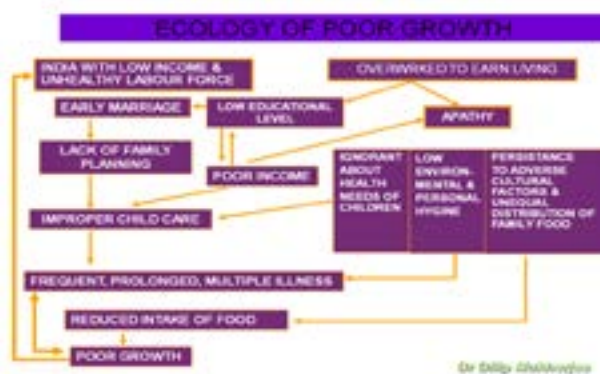 ECOLOGY OF POOR GROWTH
INDIA WITH LOW INCOME &
UNHEALTHY LABOUR FORCE
OVERWRKED TO EARN LIVING
EARLY MARRIAGE
LOW EDUCATIONAL
LEVEL
APATHY
LACK OF FAMILY
PLANNING
POOR INCOME
IGNORANT
ABOUT
HEALTH
NEEDS OF
CHILDREN
LOW
ENVIRON-
MENTAL &
PERSONAL
HYGINE
PERSISTANCE
TO ADVERSE
CULTURAL
FACTORS &
UNEQUAL
DISTRIBUTION OF
FAMILY FOOD
IMPROPER CHILD CARE
FREQUENT, PROLONGED, MULTIPLE ILLNESS
REDUCED INTAKE OF FOOD
POOR GROWTH
Dr Dilip